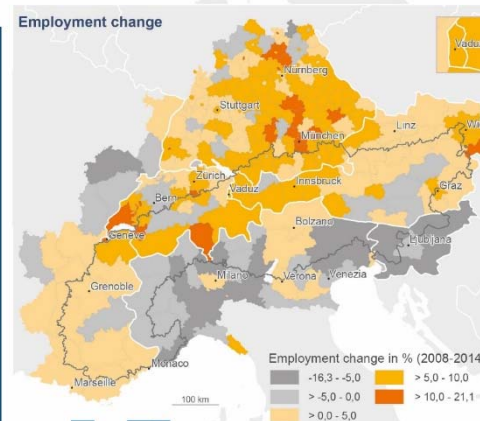 Employment change
Vaduz
Nürnberg
Stuttgart
München
Linz
Wi
Zürich
Bern
Vaduz
Innsbruck
Graz
Genève
Bolzano
Ljubljana
Grenoble
Milano
Verona
Venezia
Monaco
Marseille
100 km
Employment change in % (2008-2014
-16,3 - -5,0
> 5,0 - 10,0
> -5,0 - 0,0
> 10,0 - 21,1
> 0,0 - 5,0